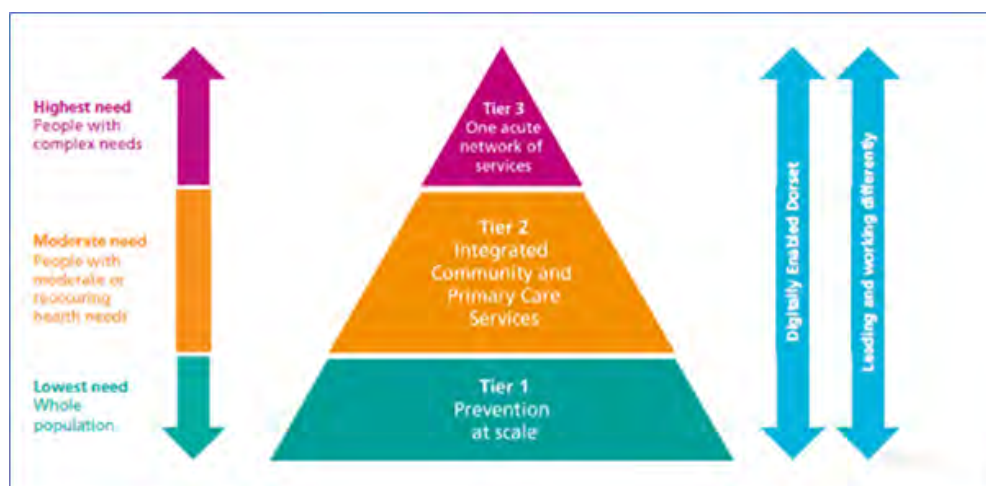 Highest need
People with
complex needs
Moderate need
People with
moderate or
reoccuring
health needs
Lowest need
Whole
population
Tier 3
One acute
network of
services
Tier 2
Integrated
Community and
Primary Care
Services
Tier 1
Prevention
at scale
Digitally Enabled Dorset
Leading and working differently